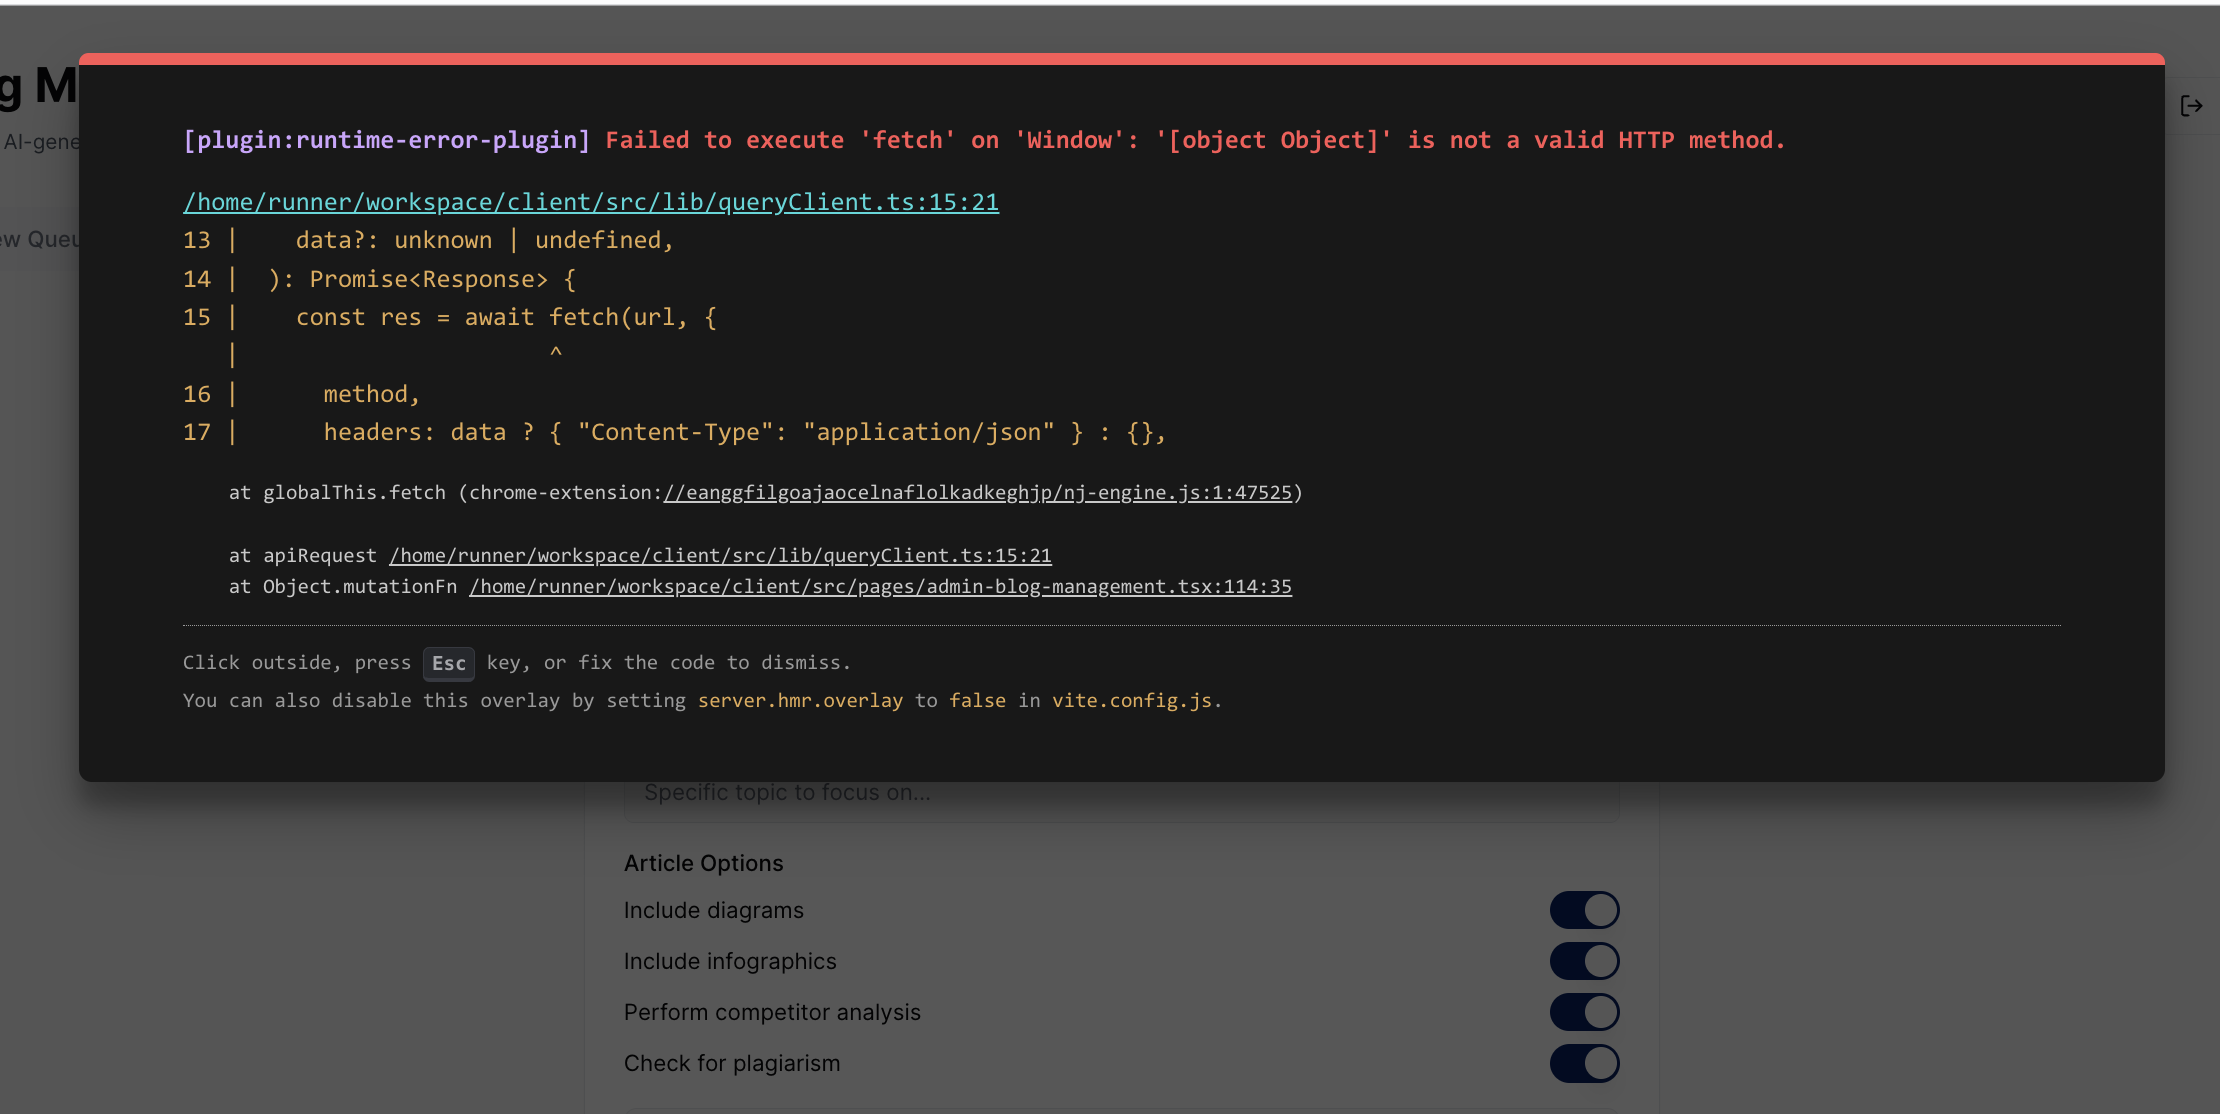 g M
AI-gene
ew Queu
[plugin:runtime-error-plugin] Failed to execute 'fetch' on 'Window': '[object Object]' is not a valid HTTP method.
/home/runner/workspace/client/src/lib/queryClient.ts:15:21
13 |    data?: unknown | undefined,
14 |  ): Promise<Response> {
15 |    const res = await fetch(url, {
   |                      ^
16 |      method,
17 |      headers: data ? { "Content-Type": "application/json" } : {},
at globalThis.fetch (chrome-extension://eanggfilgoajaocelnaflolkadkeghjp/nj-engine.js:1:47525)
at apiRequest /home/runner/workspace/client/src/lib/queryClient.ts:15:21
at Object.mutationFn /home/runner/workspace/client/src/pages/admin-blog-management.tsx:114:35
Click outside, press Esc key, or fix the code to dismiss.
You can also disable this overlay by setting server.hmr.overlay to false in vite.config.js.
Specific topic to focus on...
Article Options
Include diagrams
Include infographics
Perform competitor analysis
Check for plagiarism